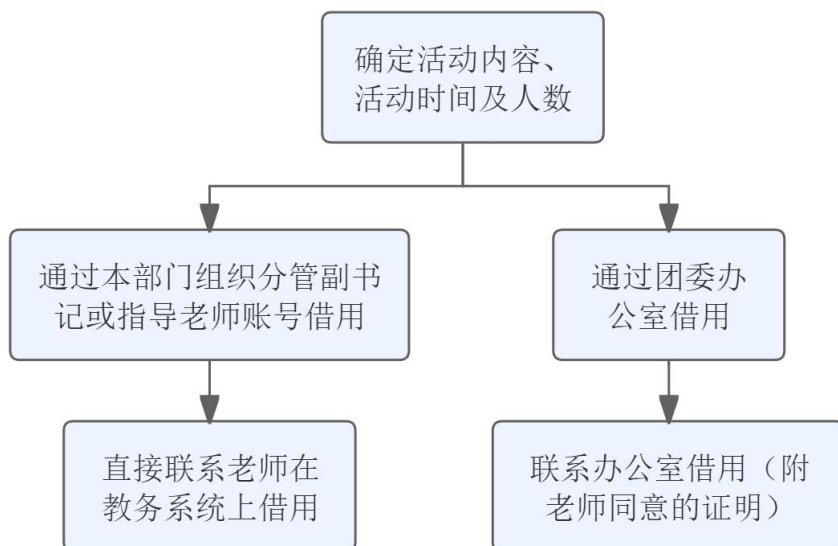 确定活动内容、
活动时间及人数
通过本部门组织分管副书
记或指导老师账号借用
通过团委办
公室借用
直接联系老师在
教务系统上借用
联系办公室借用（附
老师同意的证明）